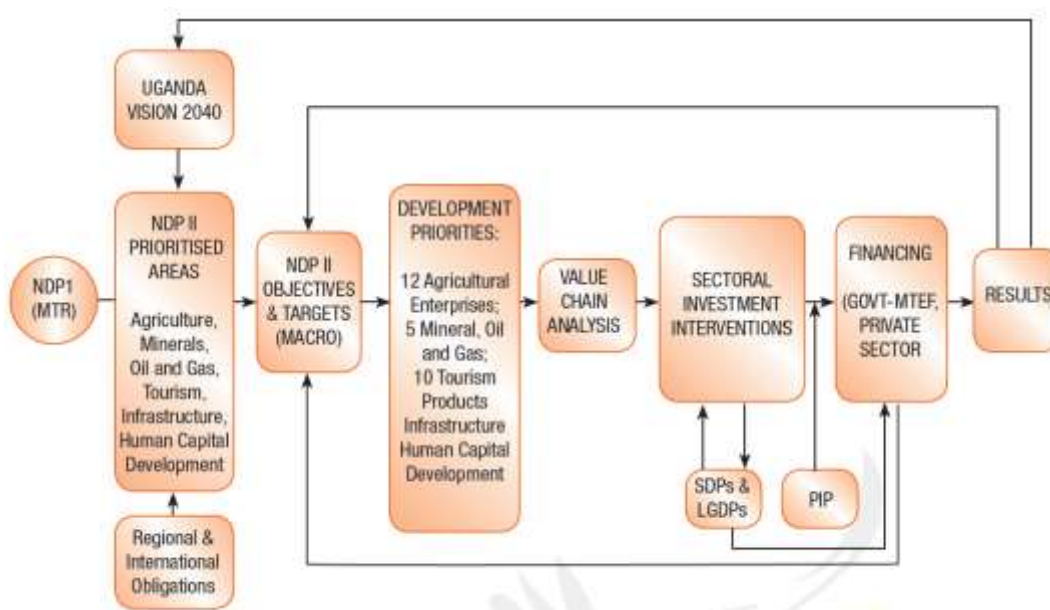 UGANDA
VISION 2040
NDP1
(MTR)
NDP II
PRIORITISED
AREAS
Agriculture,
Minerals,
Oil and Gas,
Tourism,
Infrastructure,
Human Capital
Development
Regional &
International
Obligations
NDP II
OBJECTIVES
& TARGETS
(MACRO)
DEVELOPMENT
PRIORITIES:
12 Agricultural
Enterprises;
5 Mineral, Oil
and Gas;
10 Tourism
Products
Infrastructure
Human Capital
Development
VALUE
CHAIN
ANALYSIS
SECTORAL
INVESTMENT
INTERVENTIONS
SDPs &
LGDPs
PIP
FINANCING
(GOVT-MTEF,
PRIVATE
SECTOR
RESULTS